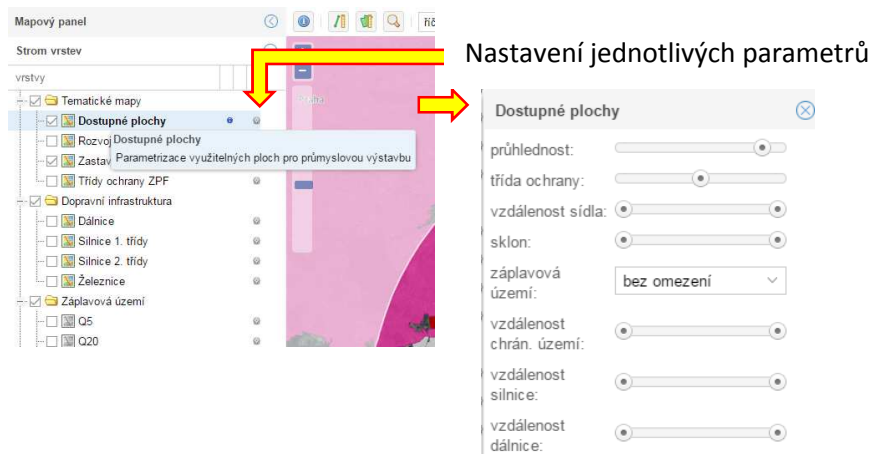 Mapový panel
Strom vrstev
vrstvy
Tematické mapy
Dostupné plochy
Rozvoj
Dostupné plochy
Parametrizace využitelných ploch pro průmyslovou výstavbu
Zastav
Třídy ochrany ZPF
Dopravní infrastruktura
Dálnice
Silnice 1. třídy
Silnice 2. třídy
Železnice
Záplavová území
Q5
Q20
Nastavení jednotlivých parametrů
Dostupné plochy
průhlednost:
třída ochrany:
vzdálenost sídla:
sklon:
záplavová
území:
bez omezení
vzdálenost
chrán. území:
vzdálenost
silnice:
vzdálenost
dálnice: